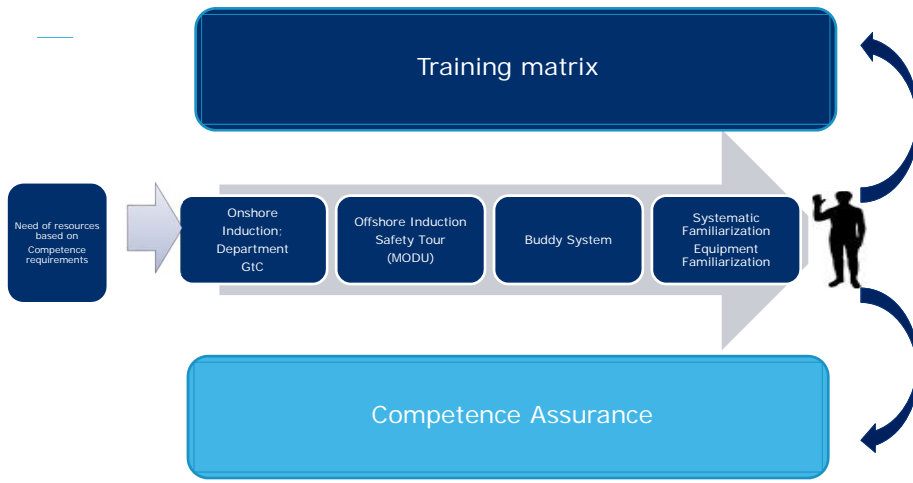 Training matrix
Need of resources
based on
Competence
requirements
Onshore
Induction;
Department
GtC
Offshore Induction
Safety Tour
(MODU)
Buddy System
Systematic
Familiarization
Equipment
Familiarization
Competence Assurance